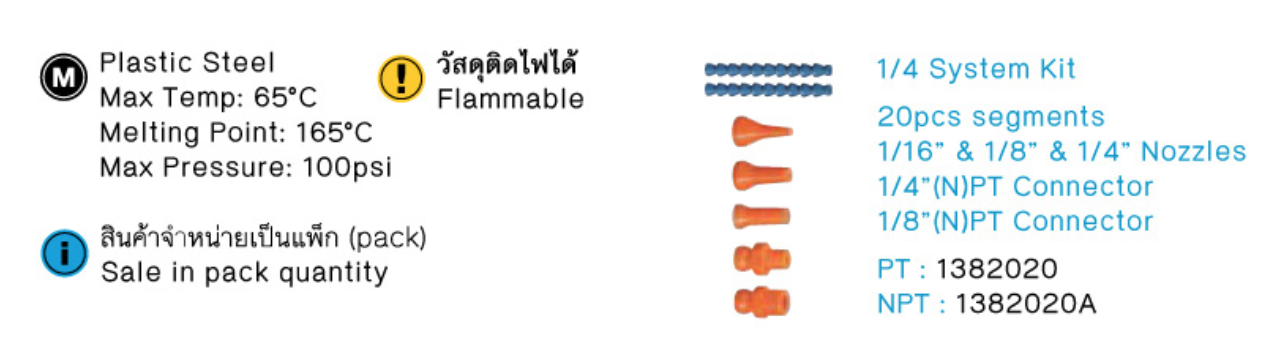 M
Plastic Steel
Max Temp: 65°C
Melting Point: 165°C
Max Pressure: 100psi
!
วัสดุติดไฟได้
Flammable
i
สินค้าจำหน่ายเป็นแพ็ก (pack)
Sale in pack quantity
1/4 System Kit
20pcs segments
1/16” & 1/8” & 1/4” Nozzles
1/4”(N)PT Connector
1/8”(N)PT Connector
PT : 1382020
NPT : 1382020A